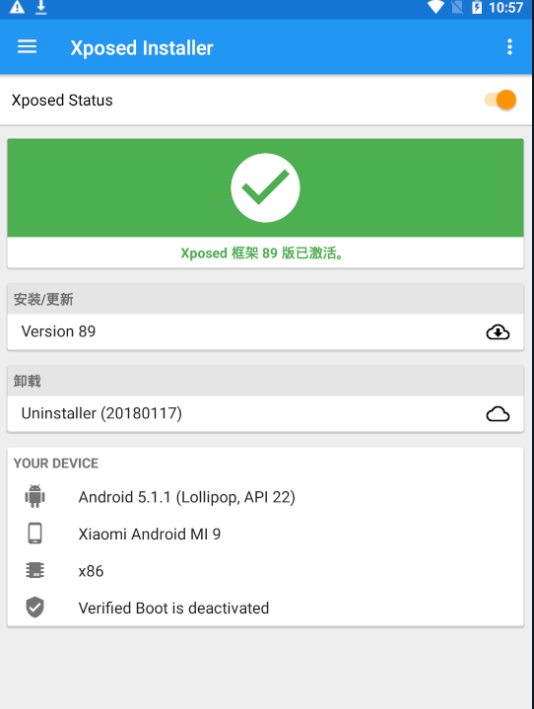 10:57
Xposed Installer
Xposed Status
Xposed 框架 89 版已激活。
安装/更新
Version 89
卸载
Uninstaller (20180117)
YOUR DEVICE
Android 5.1.1 (Lollipop, API 22)
Xiaomi Android MI 9
x86
Verified Boot is deactivated